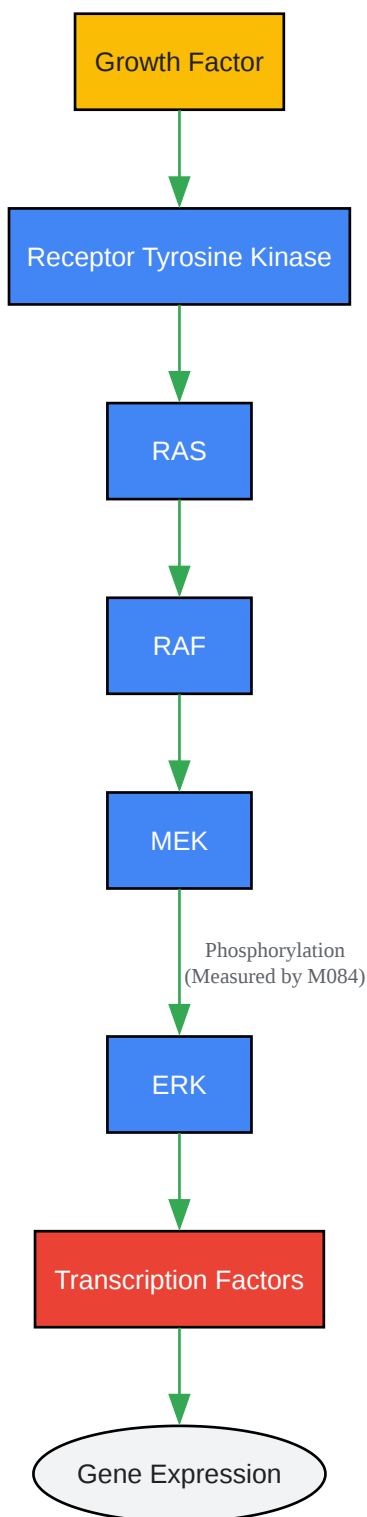 Growth Factor
Receptor Tyrosine Kinase
RAS
RAF
MEK
Phosphorylation
(Measured by M084)
ERK
Transcription Factors
Gene Expression